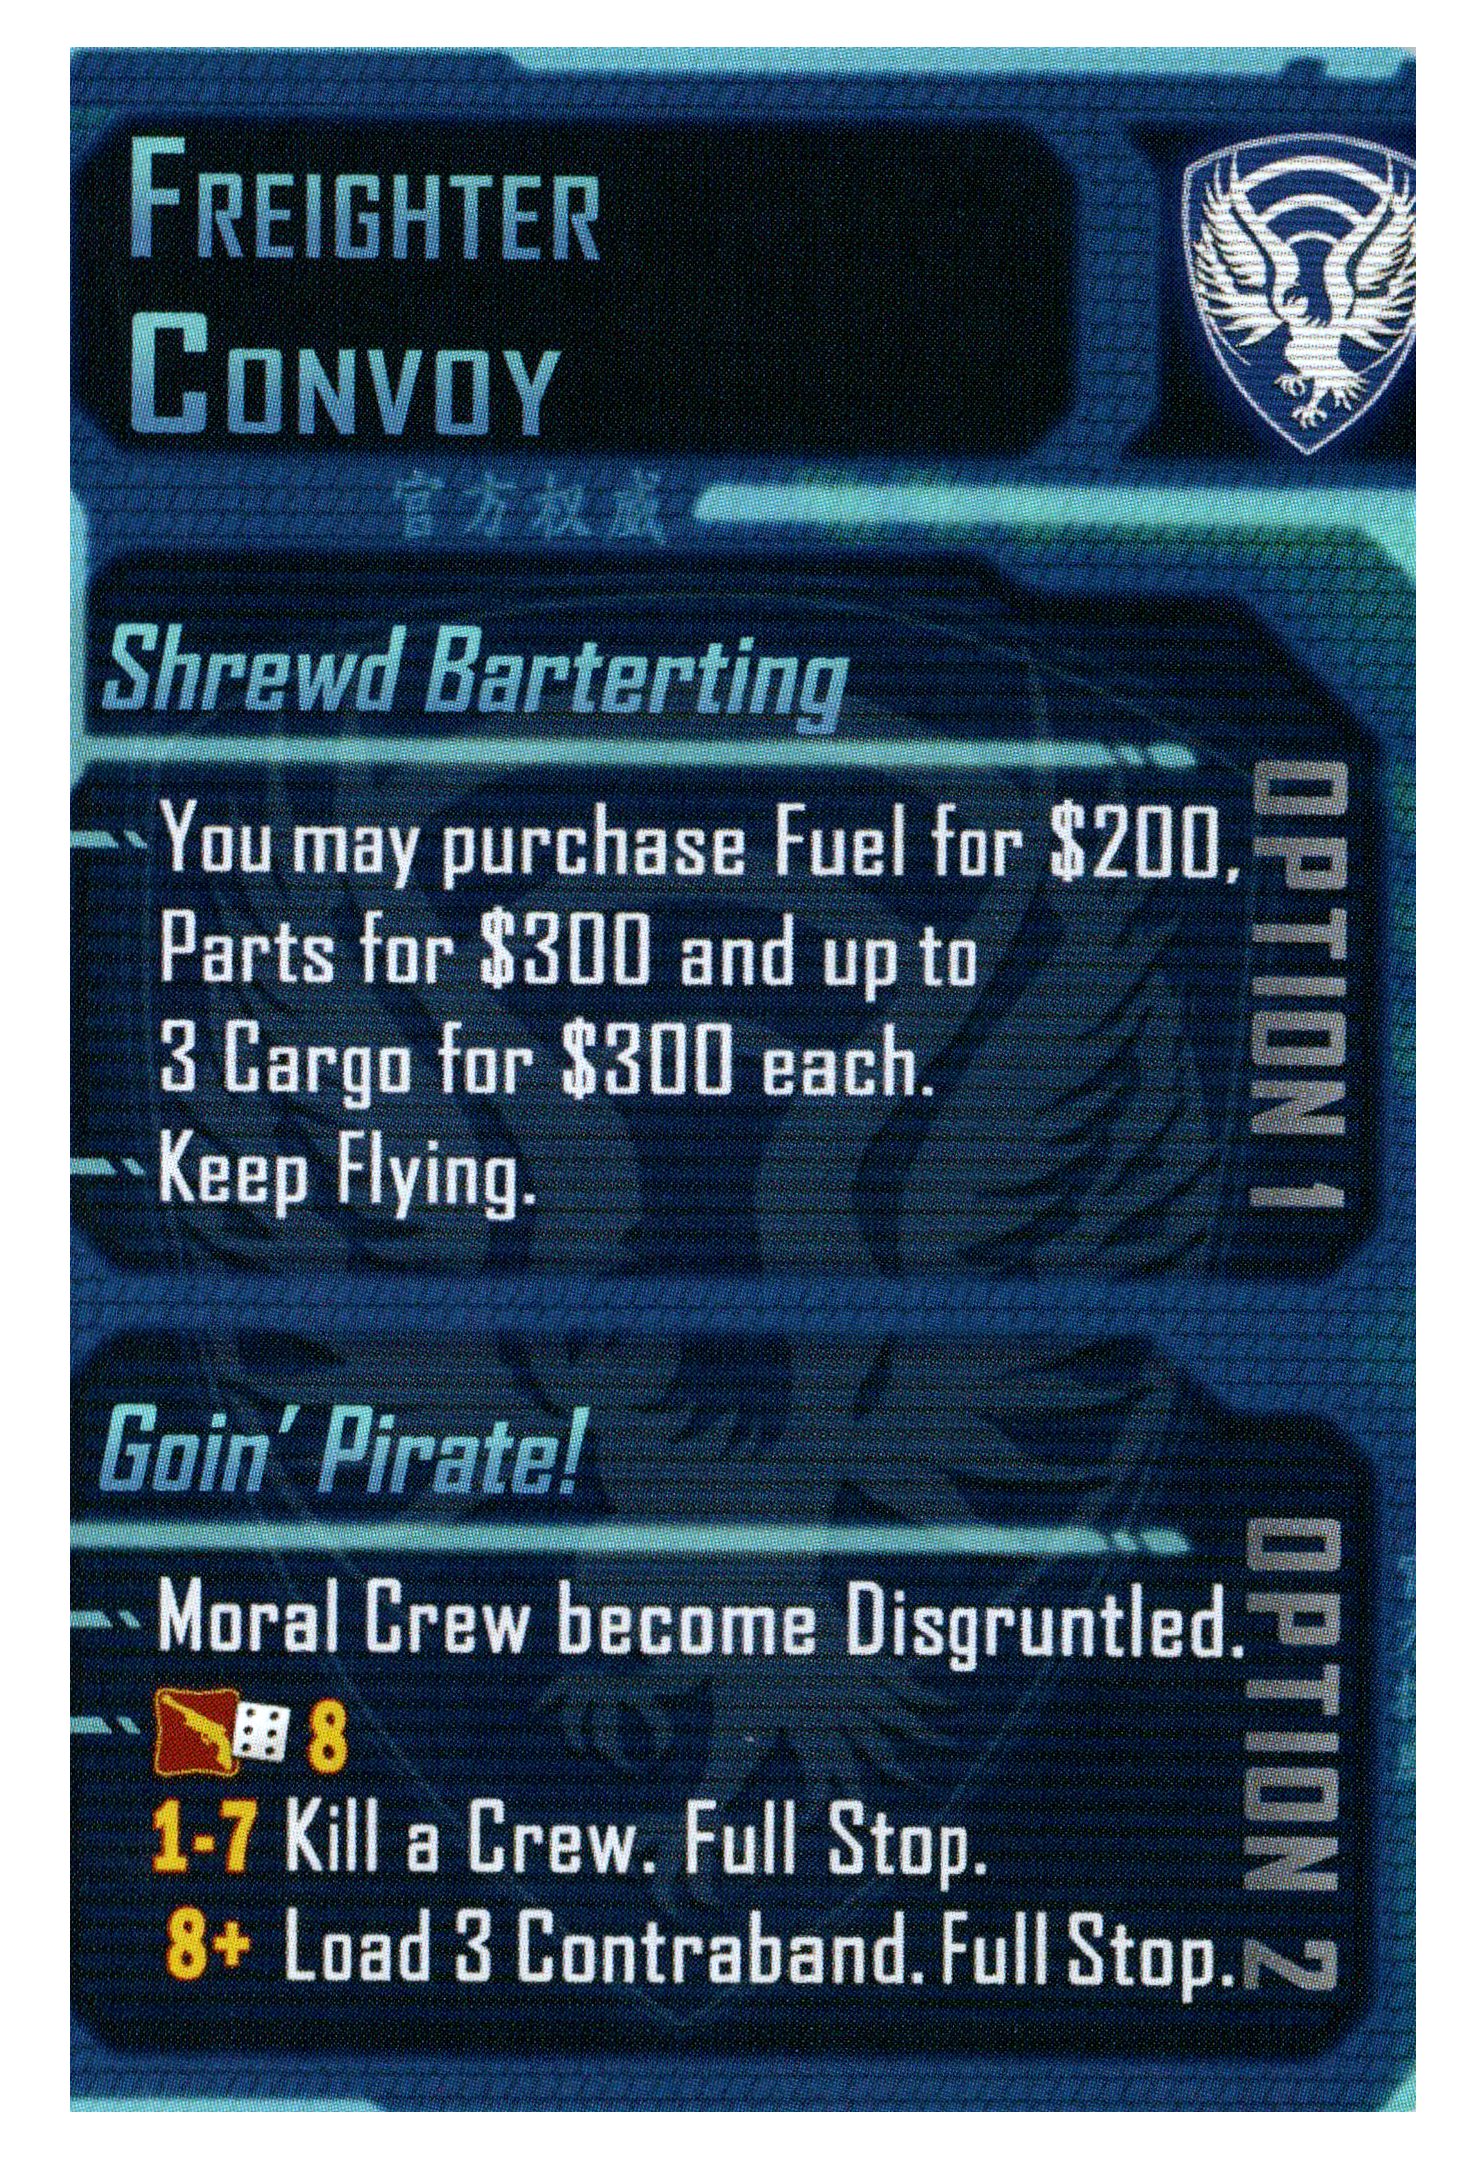 FREIGHTER
CONVOY
官方权威
Shrewd Barterting
You may purchase Fuel for $200,
Parts for $300 and up to
3 Cargo for $300 each.
Keep Flying.
OPTION 1
Goin' Pirate!
Moral Crew become Disgruntled.
8
1-7 Kill a Crew. Full Stop.
8+ Load 3 Contraband. Full Stop.
OPTION 2